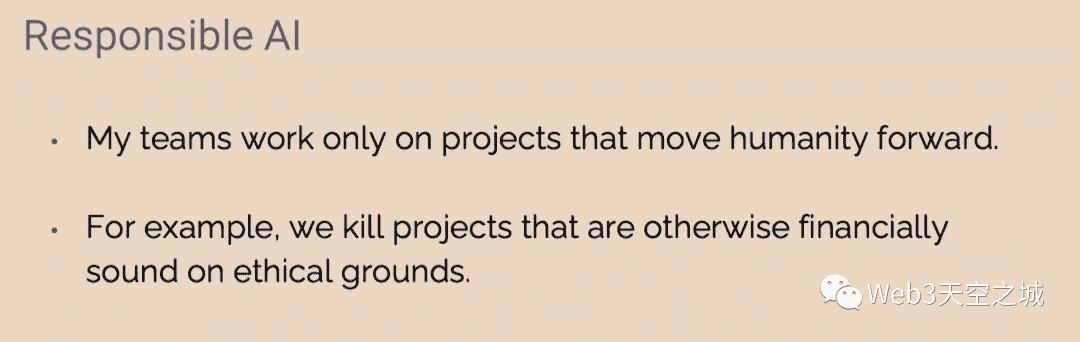 Responsible AI
• My teams work only on projects that move humanity forward.
• For example, we kill projects that are otherwise financially
sound on ethical grounds.
Web3天空之城